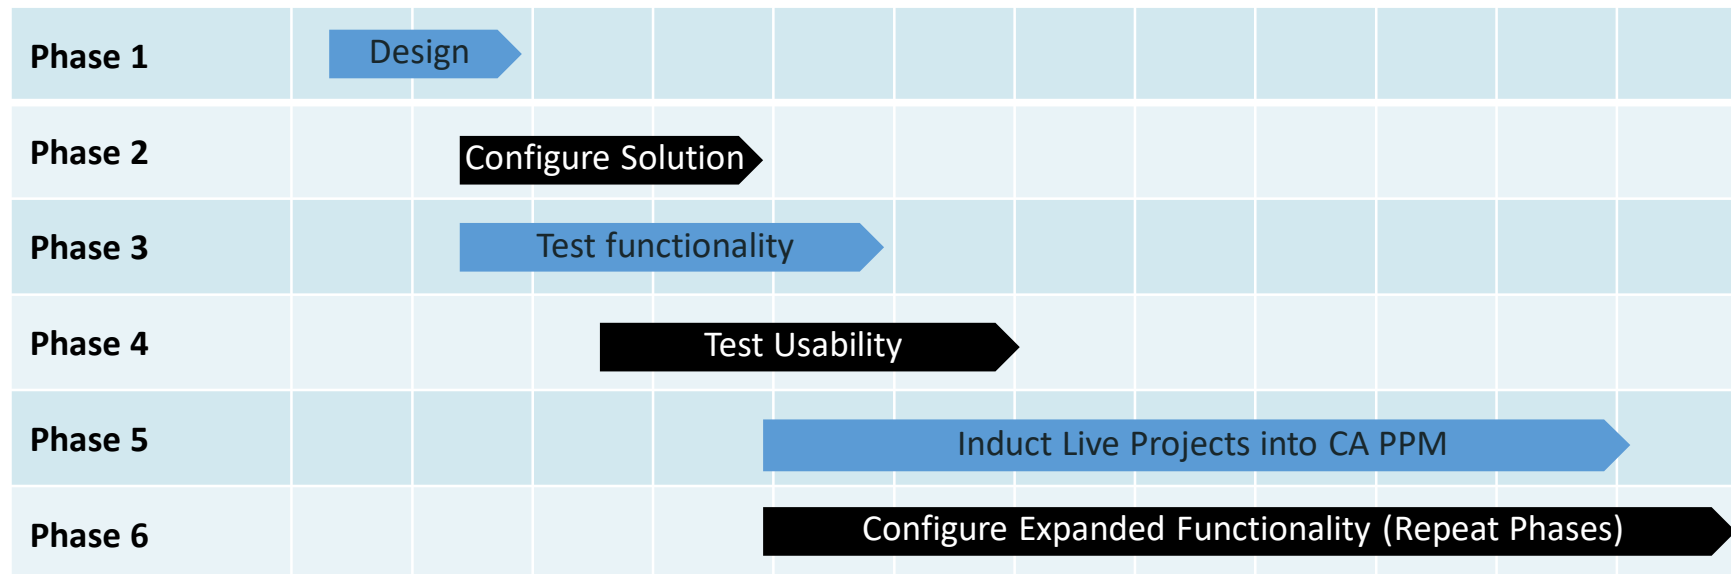 Phase 1
Design
Phase 2
Configure Solution
Phase 3
Test functionality
Phase 4
Test Usability
Phase 5
Induct Live Projects into CA PPM
Phase 6
Configure Expanded Functionality (Repeat Phases)